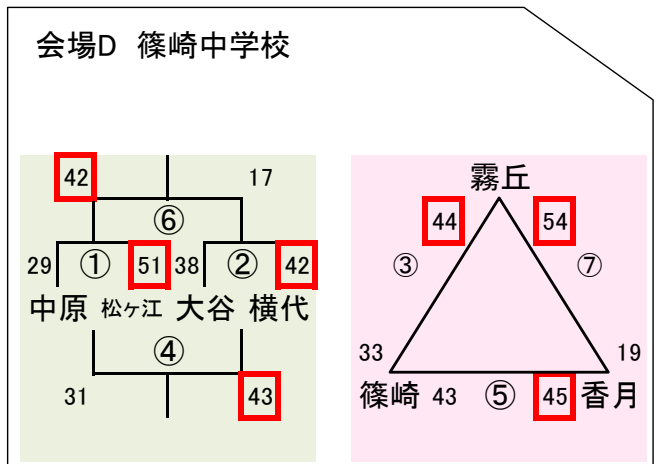 会場D 篠崎中学校
42 17
⑥
29 ① 51 38 ② 42
中原 松ヶ江 大谷 横代
④
31 43
霧丘
44 54
③ ⑦
33 19
篠崎 43 ⑤ 45 香月